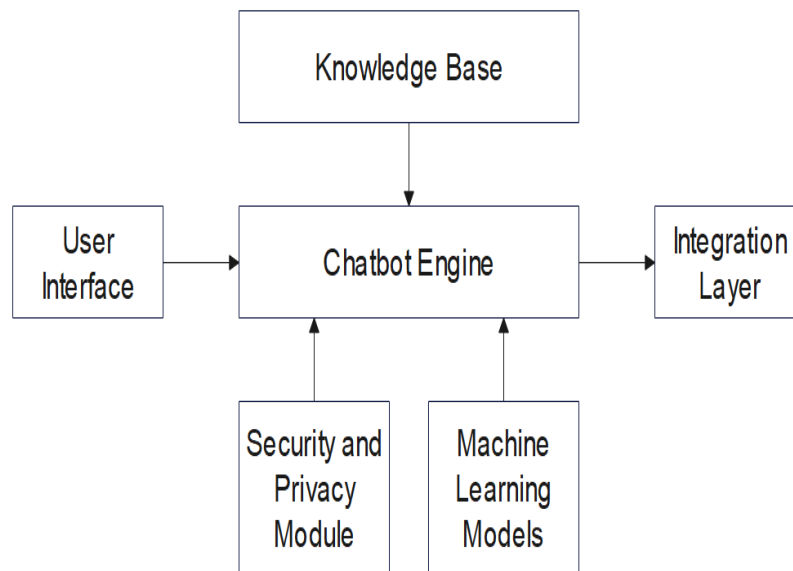 Knowledge Base
User
Interface
Chatbot Engine
Integration
Layer
Security and
Privacy
Module
Machine
Learning
Models